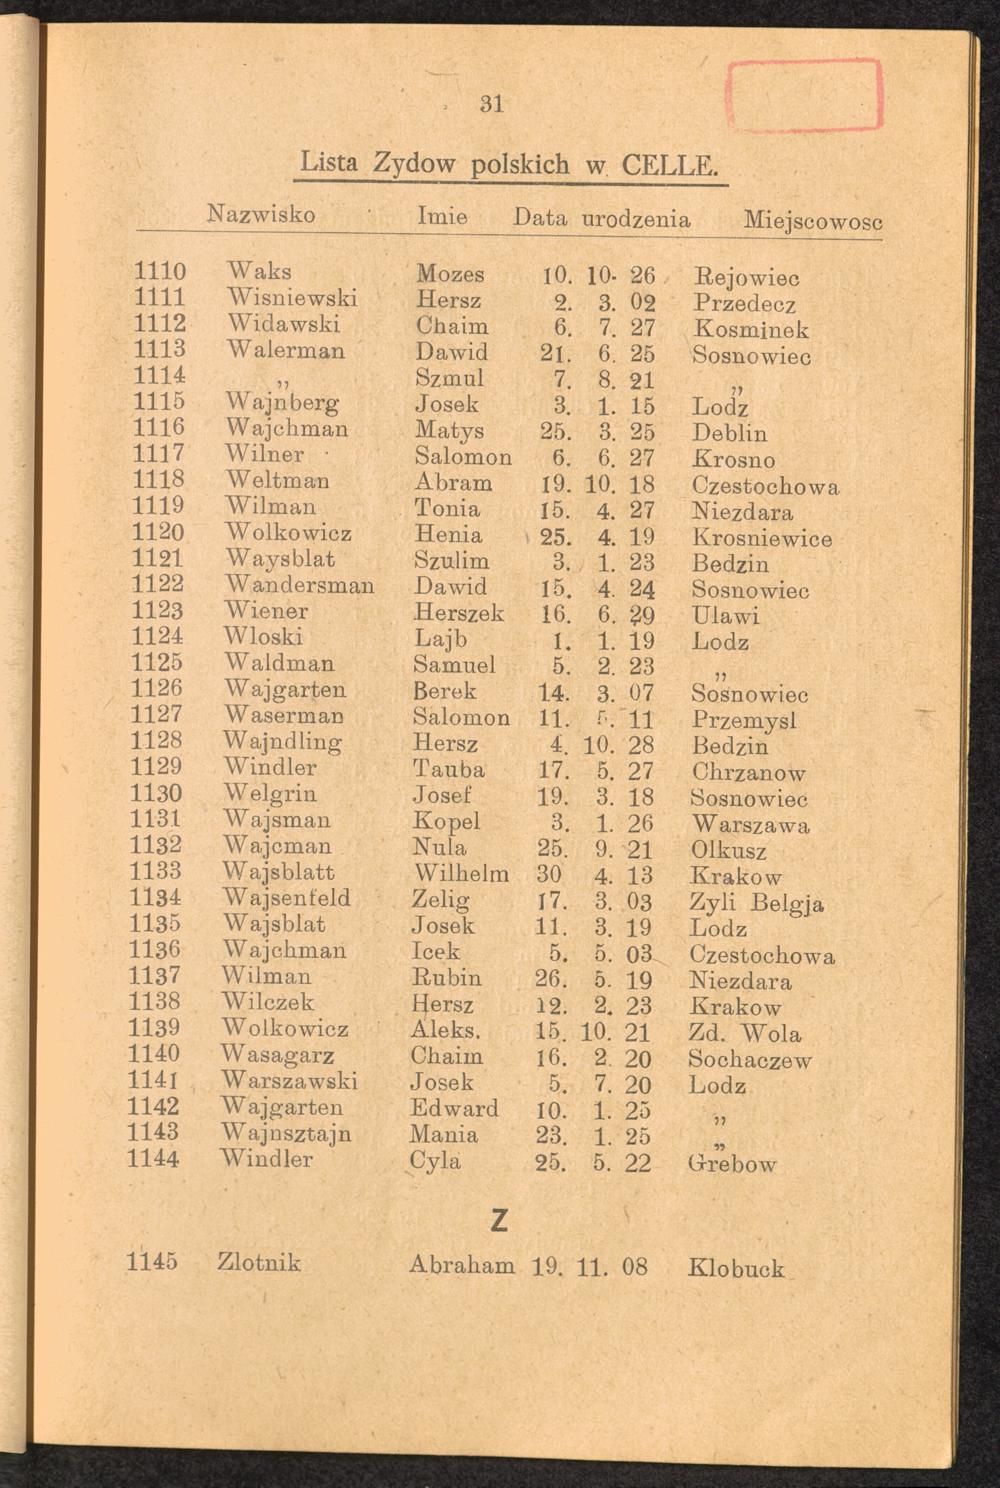 31
Lista Zydow polskich w CELLE.
Nazwisko Imie Data urodzenia Miejscowosc
1110 Waks Mozes 10. 10. 26 Rejowiec
1111 Wisniewski Hersz 2. 3. 02 Przedecz
1112 Widawski Chaim 6. 7. 27 Kosminek
1113 Walerman Dawid 21. 6. 25 Sosnowiec
1114 „ Szmul 7. 8. 21 „
1115 Wajnberg Josek 3. 1. 15 Lodz
1116 Wajchman Matys 25. 3. 25 Deblin
1117 Wilner Salomon 6. 6. 27 Krosno
1118 Weltman Abram 19. 10. 18 Czestochowa
1119 Wilman Tonia 15. 4. 27 Niezdara
1120 Wolkowicz Henia 25. 4. 19 Krosniewice
1121 Waysblat Szulim 3. 1. 23 Bedzin
1122 Wandersman Dawid 15. 4. 24 Sosnowiec
1123 Wiener Herszek 16. 6. 29 Ulawi
1124 Wloski Lajb 1. 1. 19 Lodz
1125 Waldman Samuel 5. 2. 23 „
1126 Wajgarten Berek 14. 3. 07 Sosnowiec
1127 Waserman Salomon 11. 5. 11 Przemysl
1128 Wajndling Hersz 4. 10. 28 Bedzin
1129 Windler Tauba 17. 5. 27 Chrzanow
1130 Welgrin Josef 19. 3. 18 Sosnowiec
1131 Wajsman Kopel 3. 1. 26 Warszawa
1132 Wajcman Nula 25. 9. 21 Olkusz
1133 Wajsblatt Wilhelm 30 4. 13 Krakow
1134 Wajsenfeld Zelig 17. 3. 03 Zyli Belgja
1135 Wajsblat Josek 11. 3. 19 Lodz
1136 Wajchman Icek 5. 5. 03 Czestochowa
1137 Wilman Rubin 26. 5. 19 Niezdara
1138 Wilczek Hersz 12. 2. 23 Krakow
1139 Wolkowicz Aleks. 15. 10. 21 Zd. Wola
1140 Wasagarz Chaim 16. 2. 20 Sochaczew
1141 Warszawski Josek 5. 7. 20 Lodz
1142 Wajgarten Edward 10. 1. 25 „
1143 Wajnsztajn Mania 23. 1. 25 „
1144 Windler Cyla 25. 5. 22 Grebow
Z
1145 Zlotnik Abraham 19. 11. 08 Klobuck